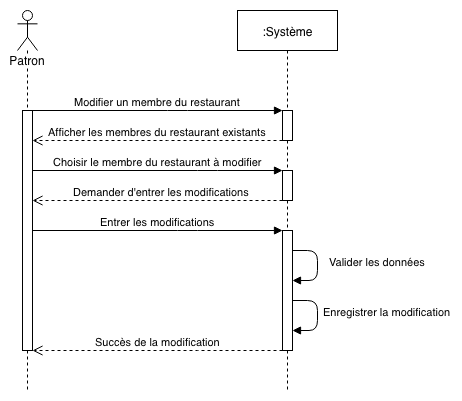 Patron
:Système
Modifier un membre du restaurant
Afficher les membres du restaurant existants
Choisir le membre du restaurant à modifier
Demander d'entrer les modifications
Entrer les modifications
Valider les données
Enregistrer la modification
Succès de la modification